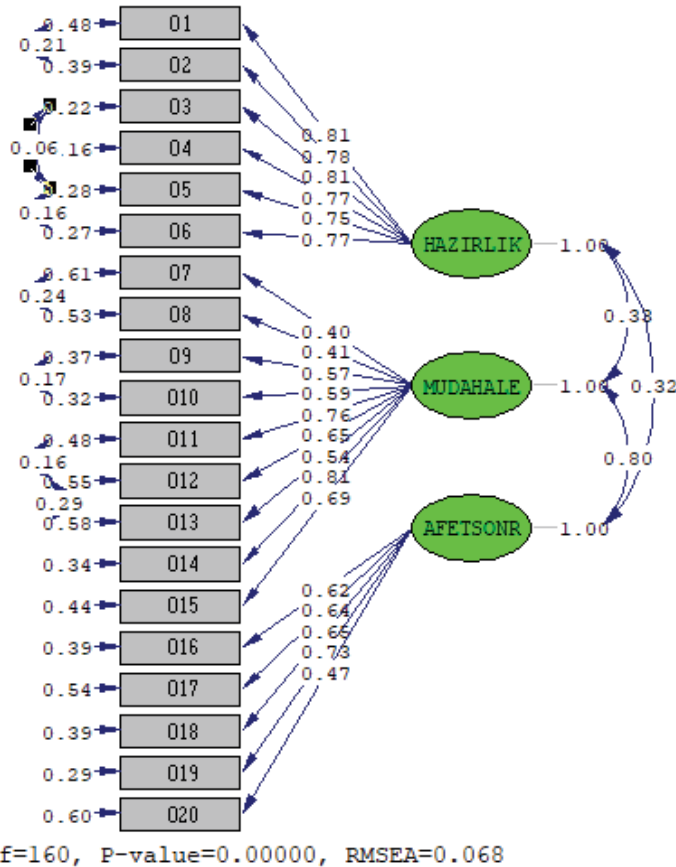 0.48 O1
0.21
0.39 O2
0.22 O3
0.81
0.06 0.16 O4
0.78
0.81
0.28 O5
0.77
0.16
0.75
0.27 O6
0.77
HAZIRLIK 1.00
0.61 O7
0.24
0.53 O8
0.33
0.40
0.41
0.37 O9
0.57
0.17
MUDAHALE 1.00 0.32
0.32 O10
0.59
0.76
0.48 O11
0.65
0.16
0.54
0.80
0.55 O12
0.81
0.29
0.69
0.58 O13
AFETSONR 1.00
0.34 O14
0.44 O15
0.62
0.64
0.65
0.39 O16
0.73
0.47
0.54 O17
0.39 O18
0.29 O19
0.60 O20
f=160, P-value=0.00000, RMSEA=0.068